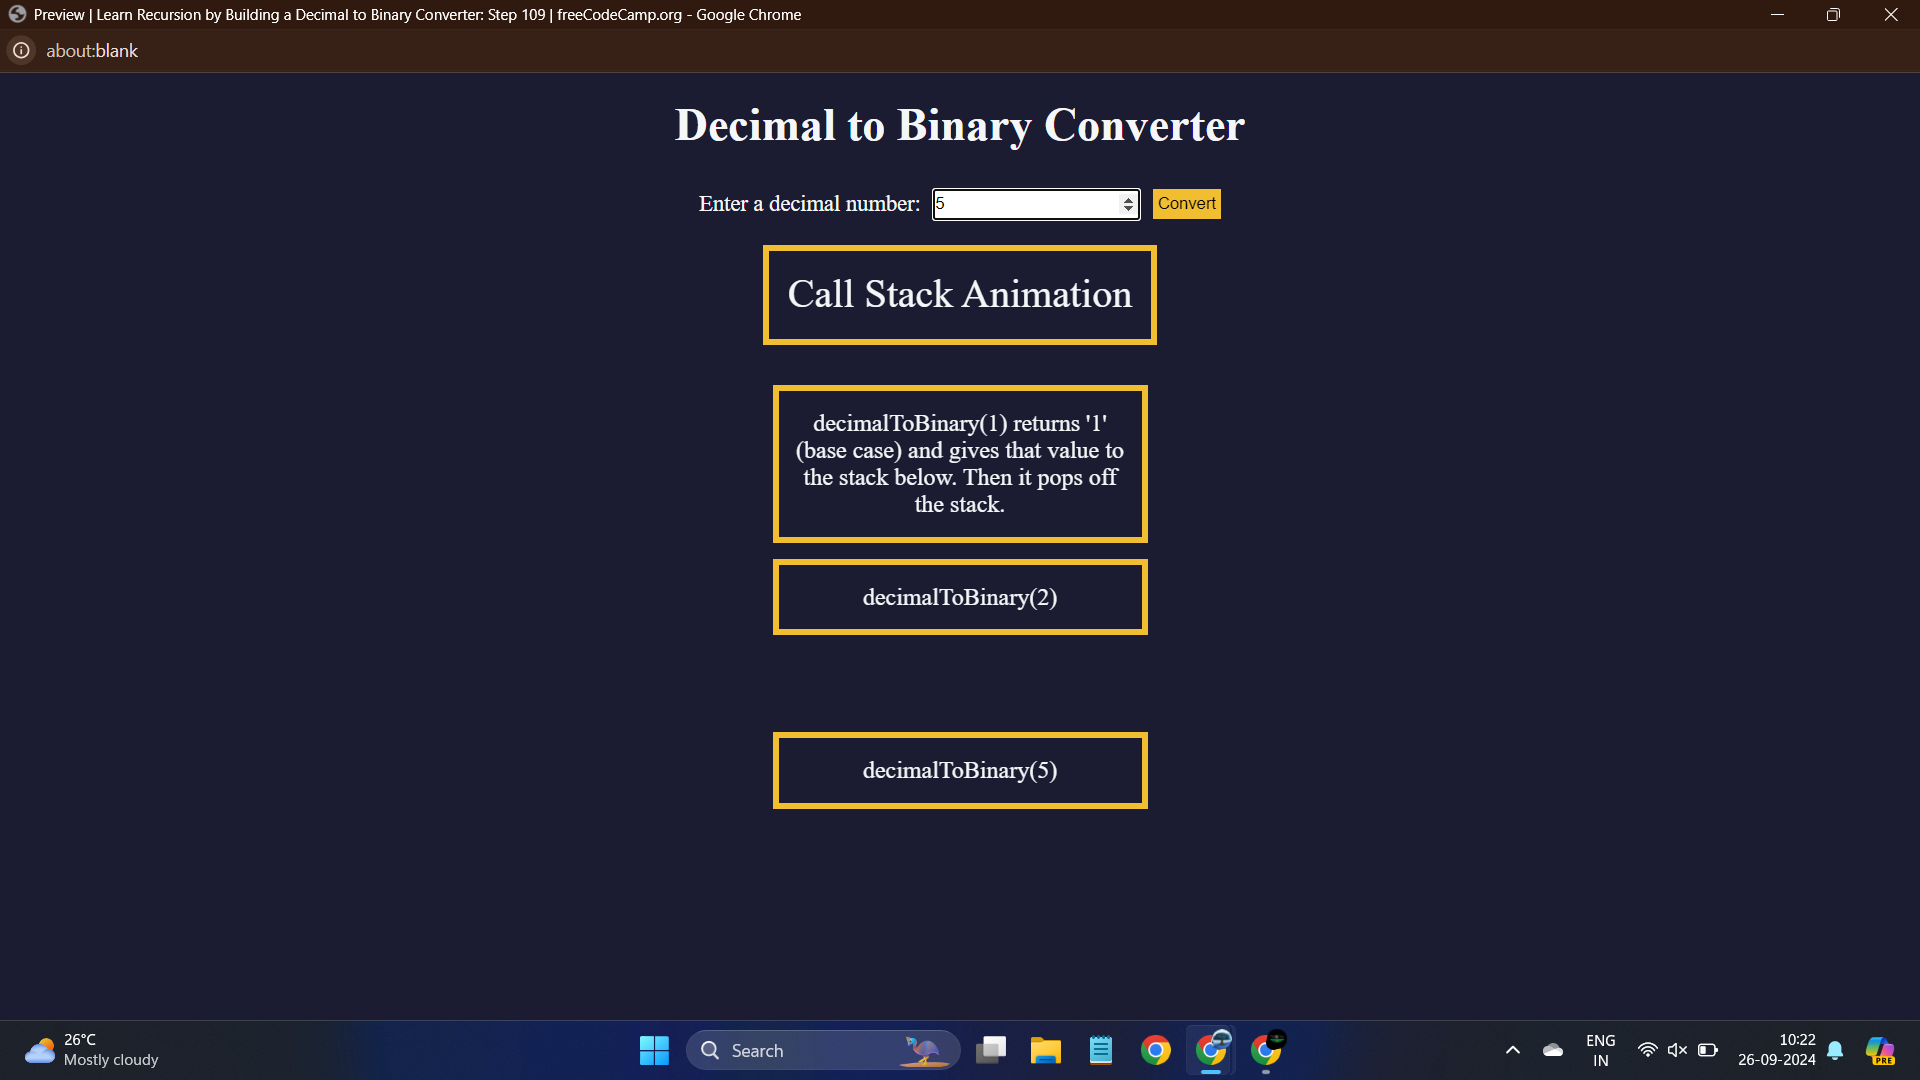 Preview | Learn Recursion by Building a Decimal to Binary Converter: Step 109 | freeCodeCamp.org - Google Chrome
about:blank
Decimal to Binary Converter
Enter a decimal number: 5 Convert
Call Stack Animation
decimalToBinary(1) returns '1'
(base case) and gives that value to
the stack below. Then it pops off
the stack.
decimalToBinary(2)
decimalToBinary(5)
26°C
Mostly cloudy
Search
ENG
IN
10:22
26-09-2024
PRE